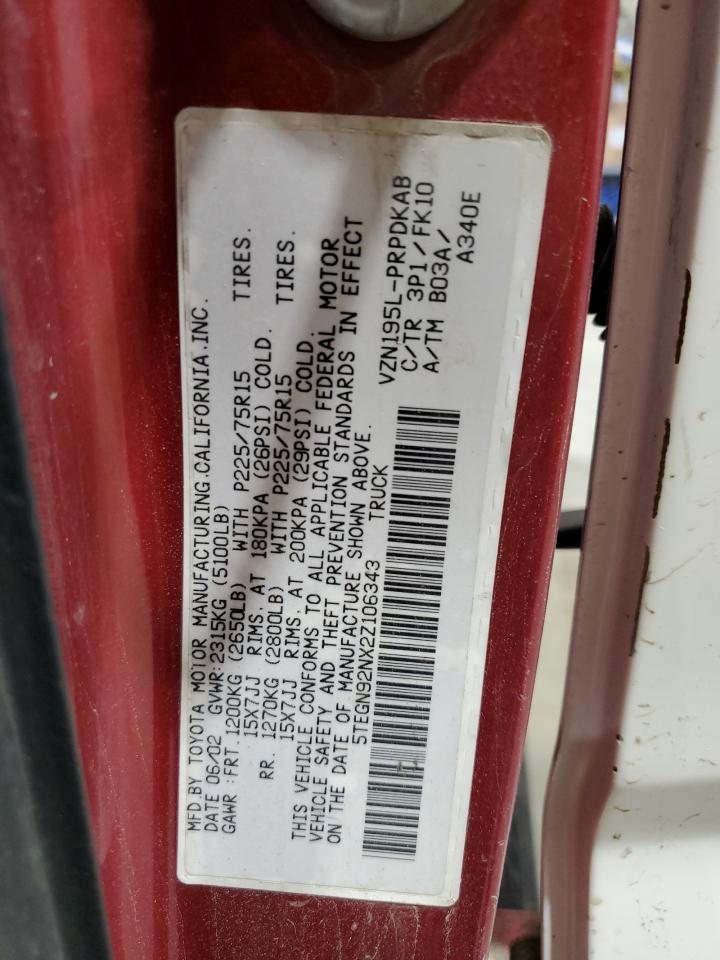 MFD.BY TOYOTA MOTOR MANUFACTURING.CALIFORNIA.INC.
DATE 06/02 GVWR:2315KG (5100LB)
GAWR :FRT.1200KG (2650LB) WITH P225/75R15 TIRES.
15X7JJ RIMS. AT 180KPA (26PSI) COLD.
RR. 1270KG (2800LB) WITH P225/75R15 TIRES.
15X7JJ RIMS. AT 200KPA (29PSI) COLD.
THIS VEHICLE CONFORMS TO ALL APPLICABLE FEDERAL MOTOR
VEHICLE SAFETY AND THEFT PREVENTION STANDARDS IN EFFECT
ON THE DATE OF MANUFACTURE SHOWN ABOVE.
5TEGN92NX2Z106343 TRUCK
VZN195L-PRPDKAB
C/TR 3P1/FK10
A/TM B03A/
A340E